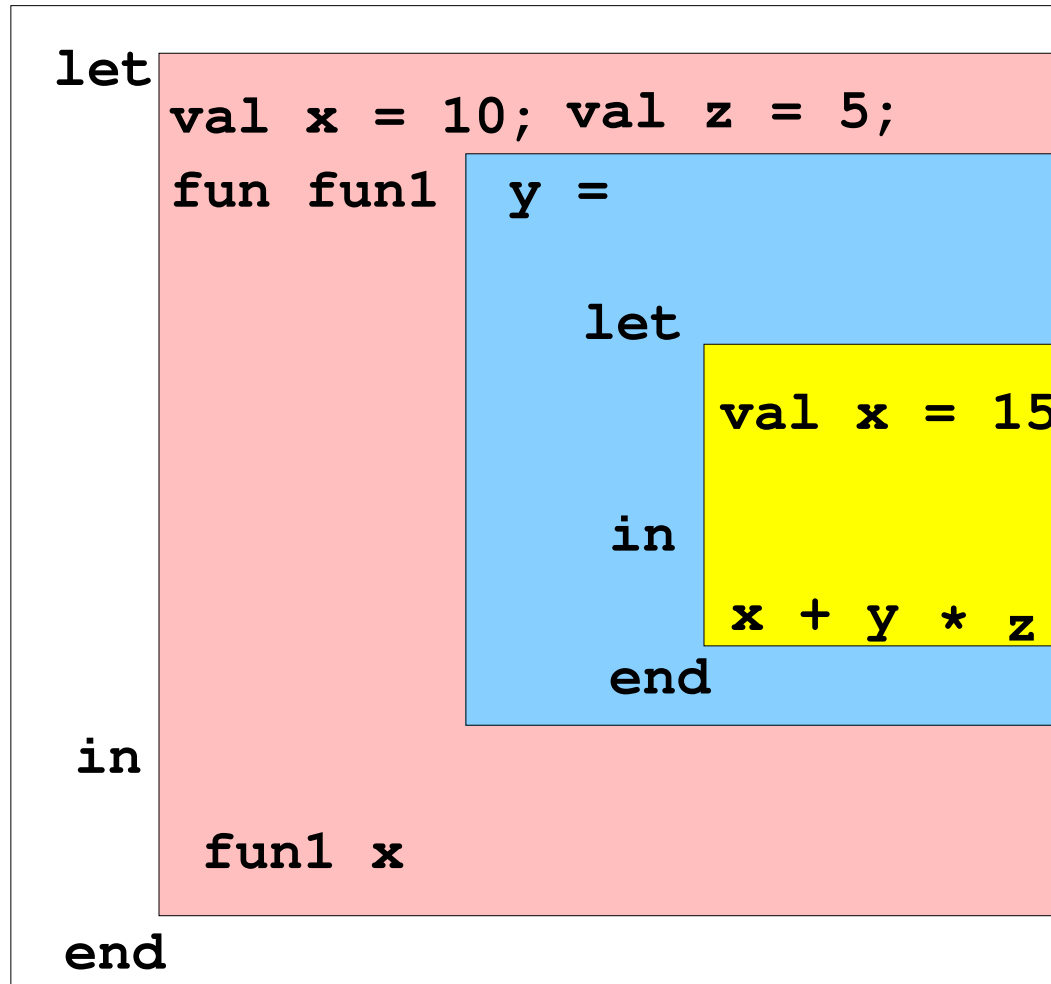 let
val x = 10; val z = 5;
fun fun1 y =
let
val x = 15
in
x + y * z
end
in
fun1 x
end